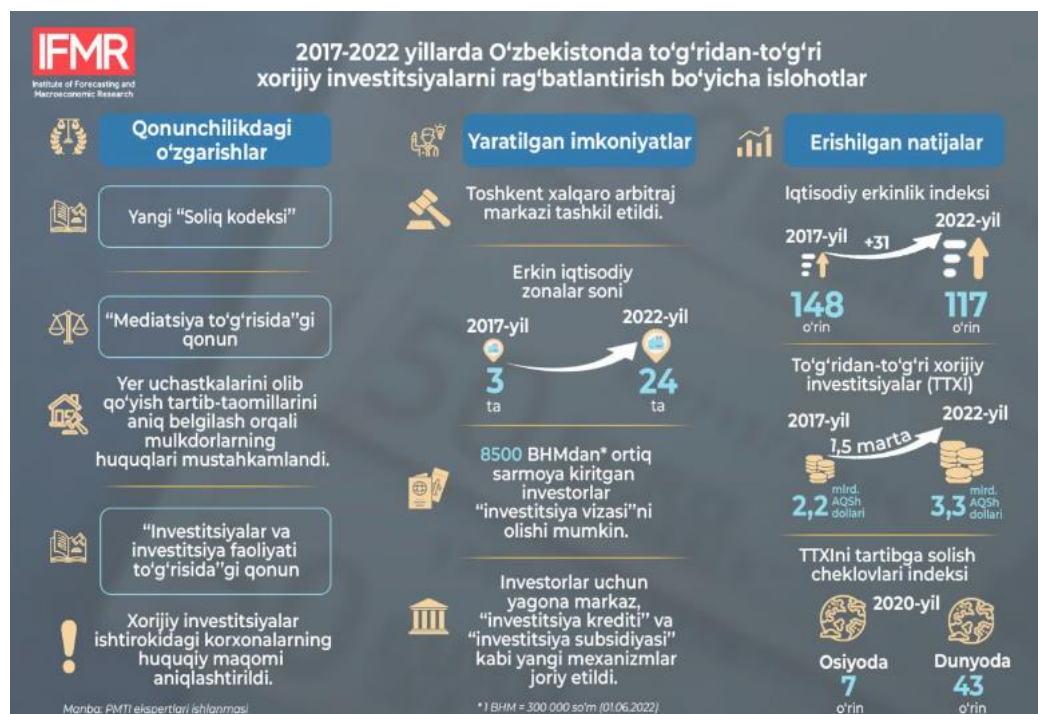 IFMR
Institute of Forecasting and
Macroeconomic Research
2017-2022 yillarda O‘zbekistonda to‘g‘ridan-to‘g‘ri
xorijiy investitsiyalarni rag‘batlantirish bo‘yicha islohotlar
Qonunchilikdagi
o‘zgarishlar
Yangi “Soliq kodeksi”
“Mediatsiya to‘g‘risida”gi
qonun
Yer uchastkalarini olib
qo‘yish tartib-taomillarini
aniq belgilash orqali
mulkdorlarning
huquqlari mustahkamlandi.
“Investitsiyalar va
investitsiya faoliyati
to‘g‘risida”gi qonun
Xorijiy investitsiyalar
ishtirokidagi korxonalarning
huquqiy maqomi
aniqlashtirildi.
Manba: PMTI ekspertlari ishlanmasi
Yaratilgan imkoniyatlar
Toshkent xalqaro arbitraj
markazi tashkil etildi.
Erkin iqtisodiy
zonalar soni
2017-yil
2022-yil
3
24
ta
ta
8500 BHMdan* ortiq
sarmoya kiritgan
investorlar
“investitsiya vizasi”ni
olishi mumkin.
Investorlar uchun
yagona markaz,
“investitsiya krediti” va
“investitsiya subsidiyasi”
kabi yangi mexanizmlar
joriy etildi.
* 1 BHM = 300 000 so‘m (01.06.2022)
Erishilgan natijalar
Iqtisodiy erkinlik indeksi
2017-yil
+31
2022-yil
148
117
o‘rin
o‘rin
To‘g‘ridan-to‘g‘ri xorijiy
investitsiyalar (TTXI)
2017-yil
1,5 marta
2022-yil
2,2 mlrd. AQSh dollari
3,3 mlrd. AQSh dollari
TTXIni tartibga solish
cheklovlari indeksi
2020-yil
Osiyoda
Dunyoda
7
43
o‘rin
o‘rin